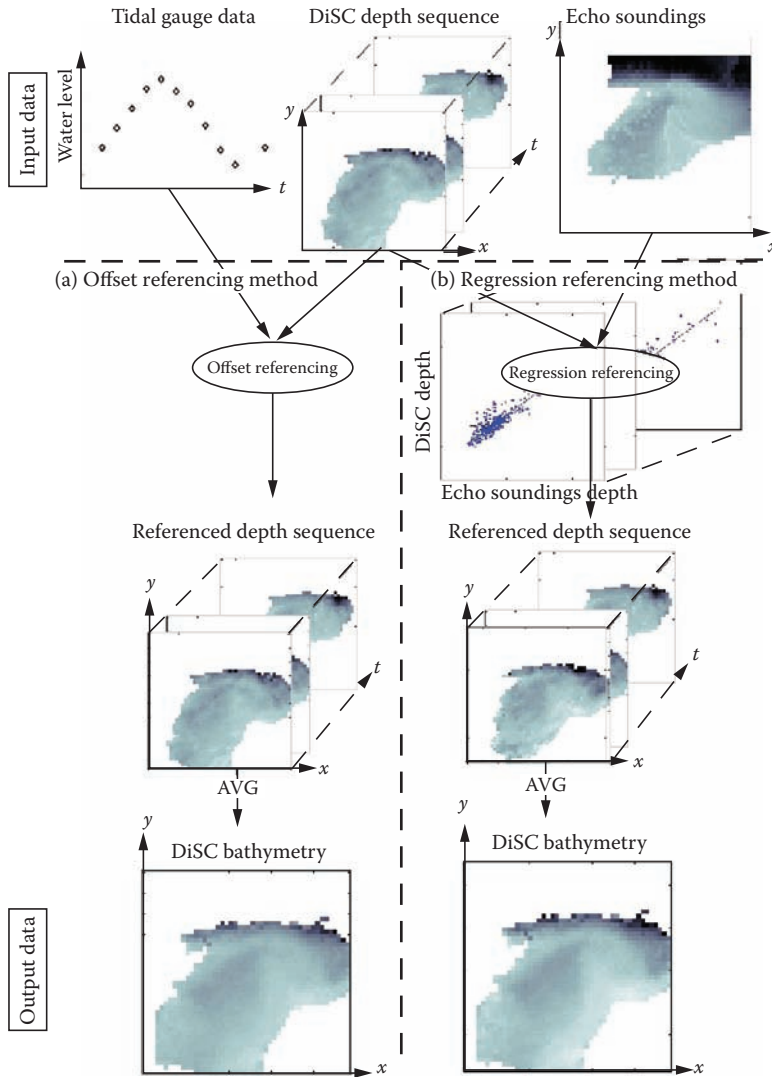 Tidal gauge data
DiSC depth sequence
Echo soundings
Input data
Water level
t
y
t
x
y
x
(a) Offset referencing method
(b) Regression referencing method
Offset referencing
Regression referencing
DiSC depth
Echo soundings depth
Referenced depth sequence
Referenced depth sequence
y
t
x
y
t
x
AVG
AVG
Output data
y
DiSC bathymetry
x
y
DiSC bathymetry
x